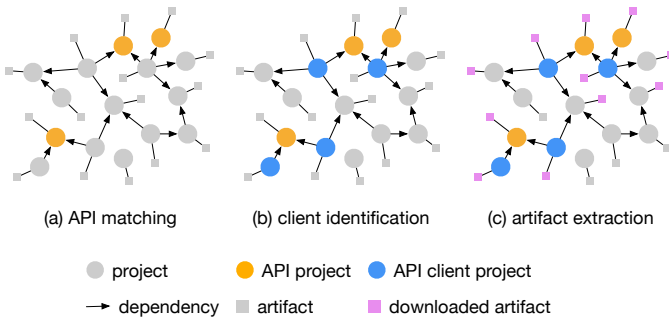 (a) API matching
(b) client identification
(c) artifact extraction
project
API project
API client project
dependency
artifact
downloaded artifact